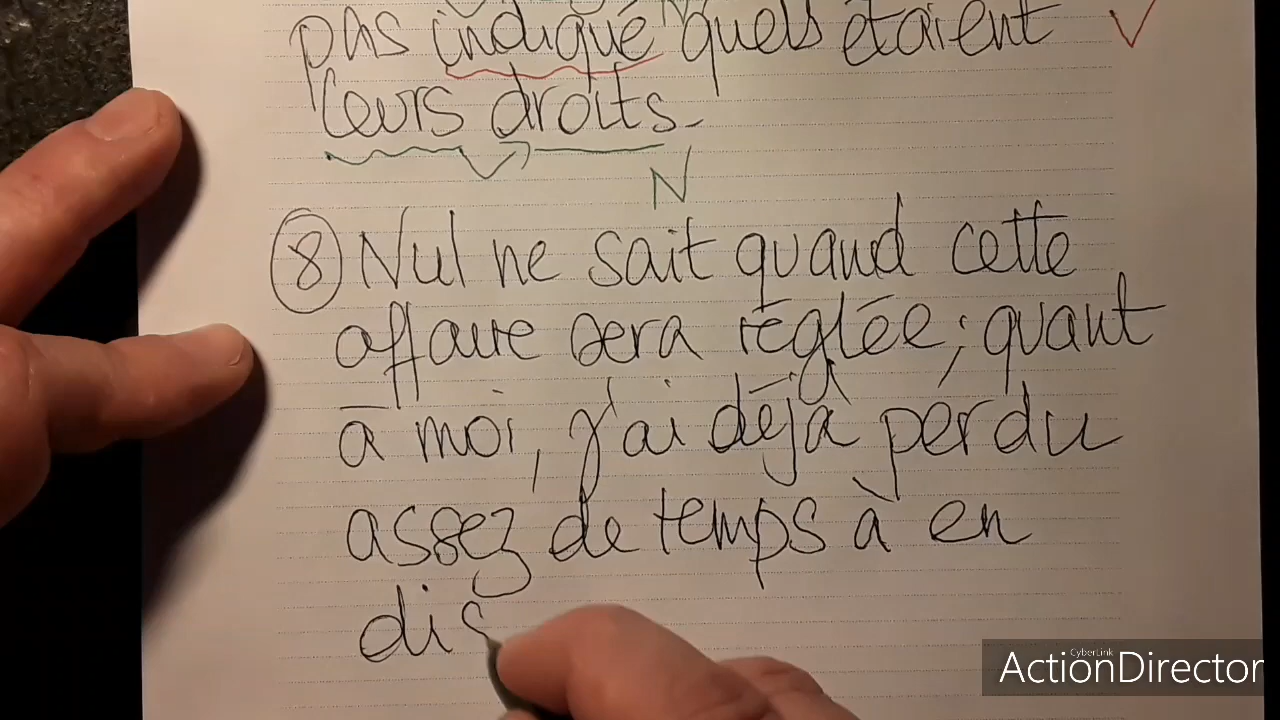 pas indiqué quels étaient V
leurs droits.
N
8 Nul ne sait quand cette
affaire sera réglée ; quant
à moi, j'ai déjà perdu
assez de temps à en
dis
CyberLink
ActionDirector